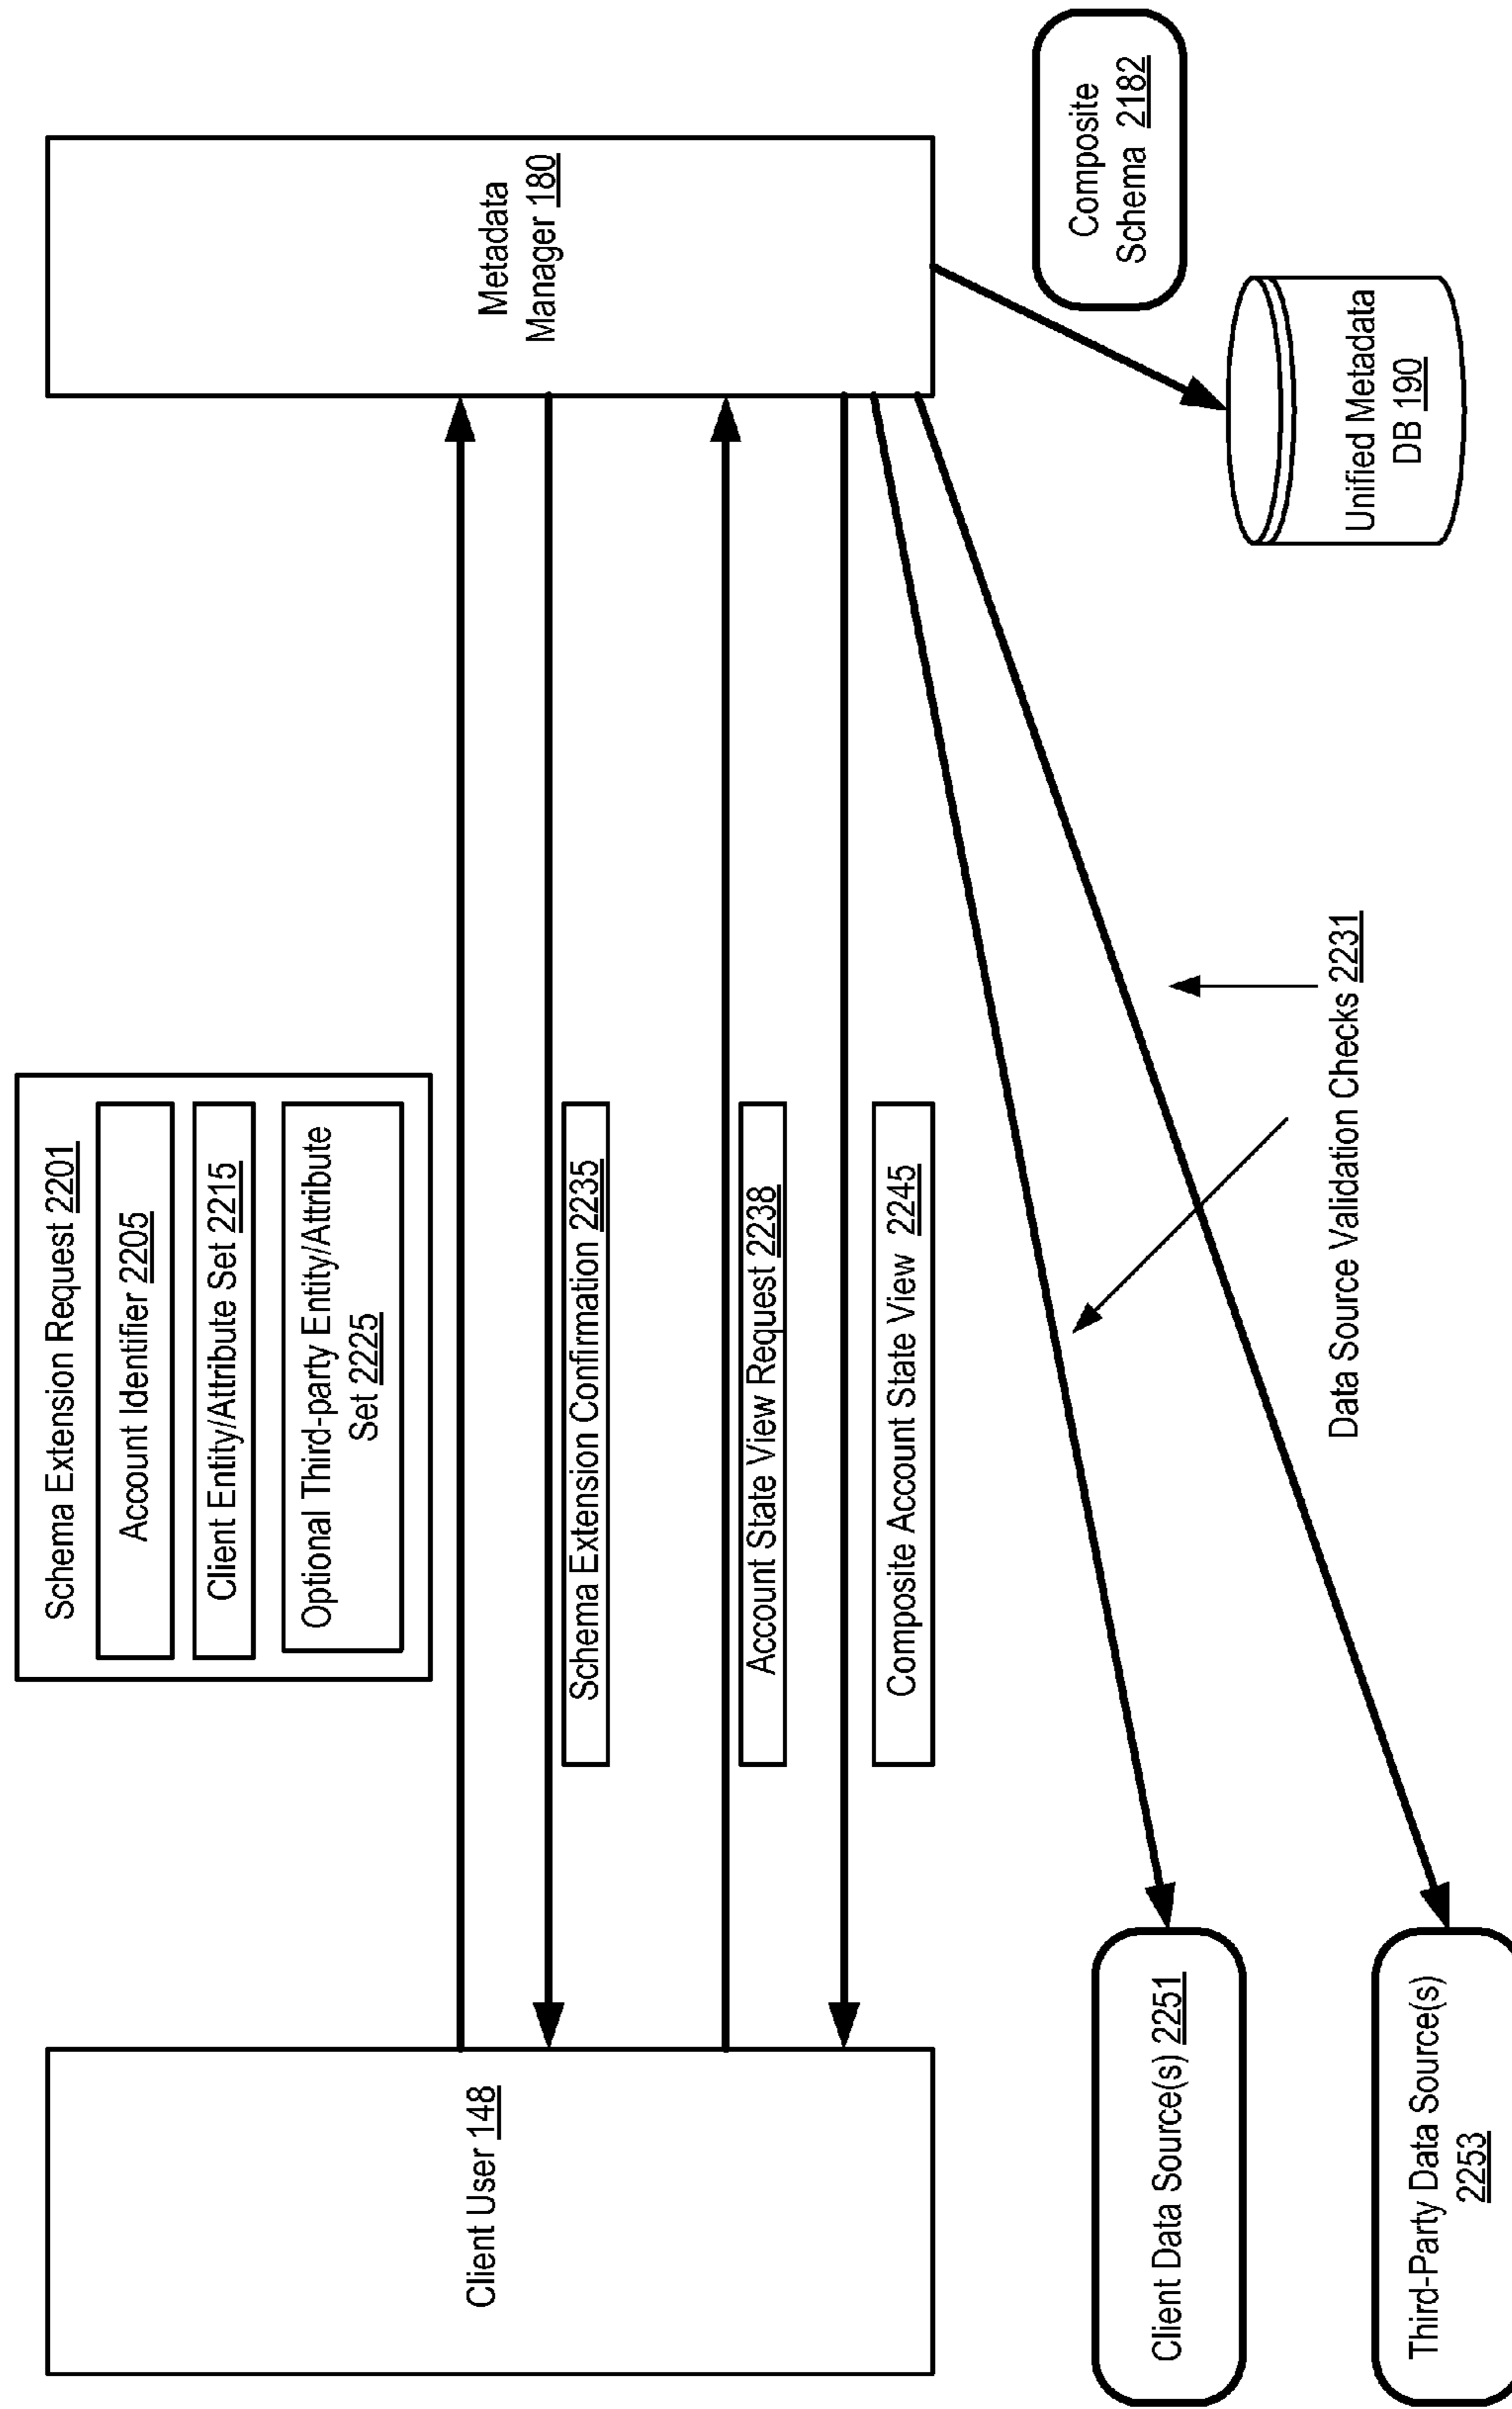 Schema Extension Request 2201
Account Identifier 2205
Client Entity/Attribute Set 2215
Optional Third-party Entity/Attribute
Set 2225
Client User 148
Metadata
Manager 180
Schema Extension Confirmation 2235
Account State View Request 2238
Composite Account State View 2245
Composite
Schema 2182
Client Data Source(s) 2251
Data Source Validation Checks 2231
Unified Metadata
DB 190
Third-Party Data Source(s)
2253